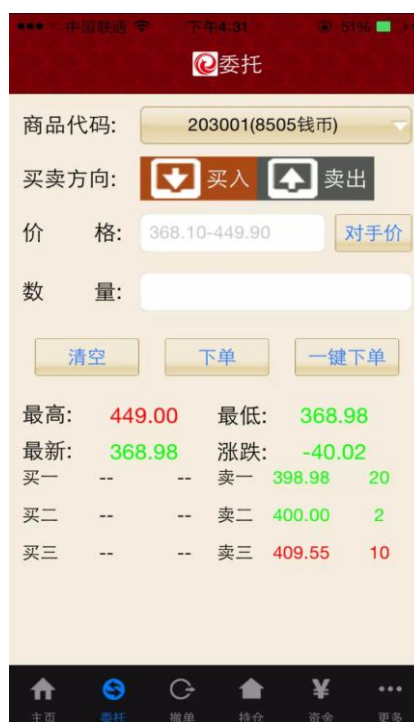 中国联通 下午4:31 51%
委托
商品代码: 203001(8505钱币)
买卖方向: 买入 卖出
价 格: 368.10-449.90 对手价
数 量:
清空 下单 一键下单
最高: 449.00 最低: 368.98
最新: 368.98 涨跌: -40.02
买一 -- -- 卖一 398.98 20
买二 -- -- 卖二 400.00 2
买三 -- -- 卖三 409.55 10
主页 委托 撤单 持仓 资金 更多